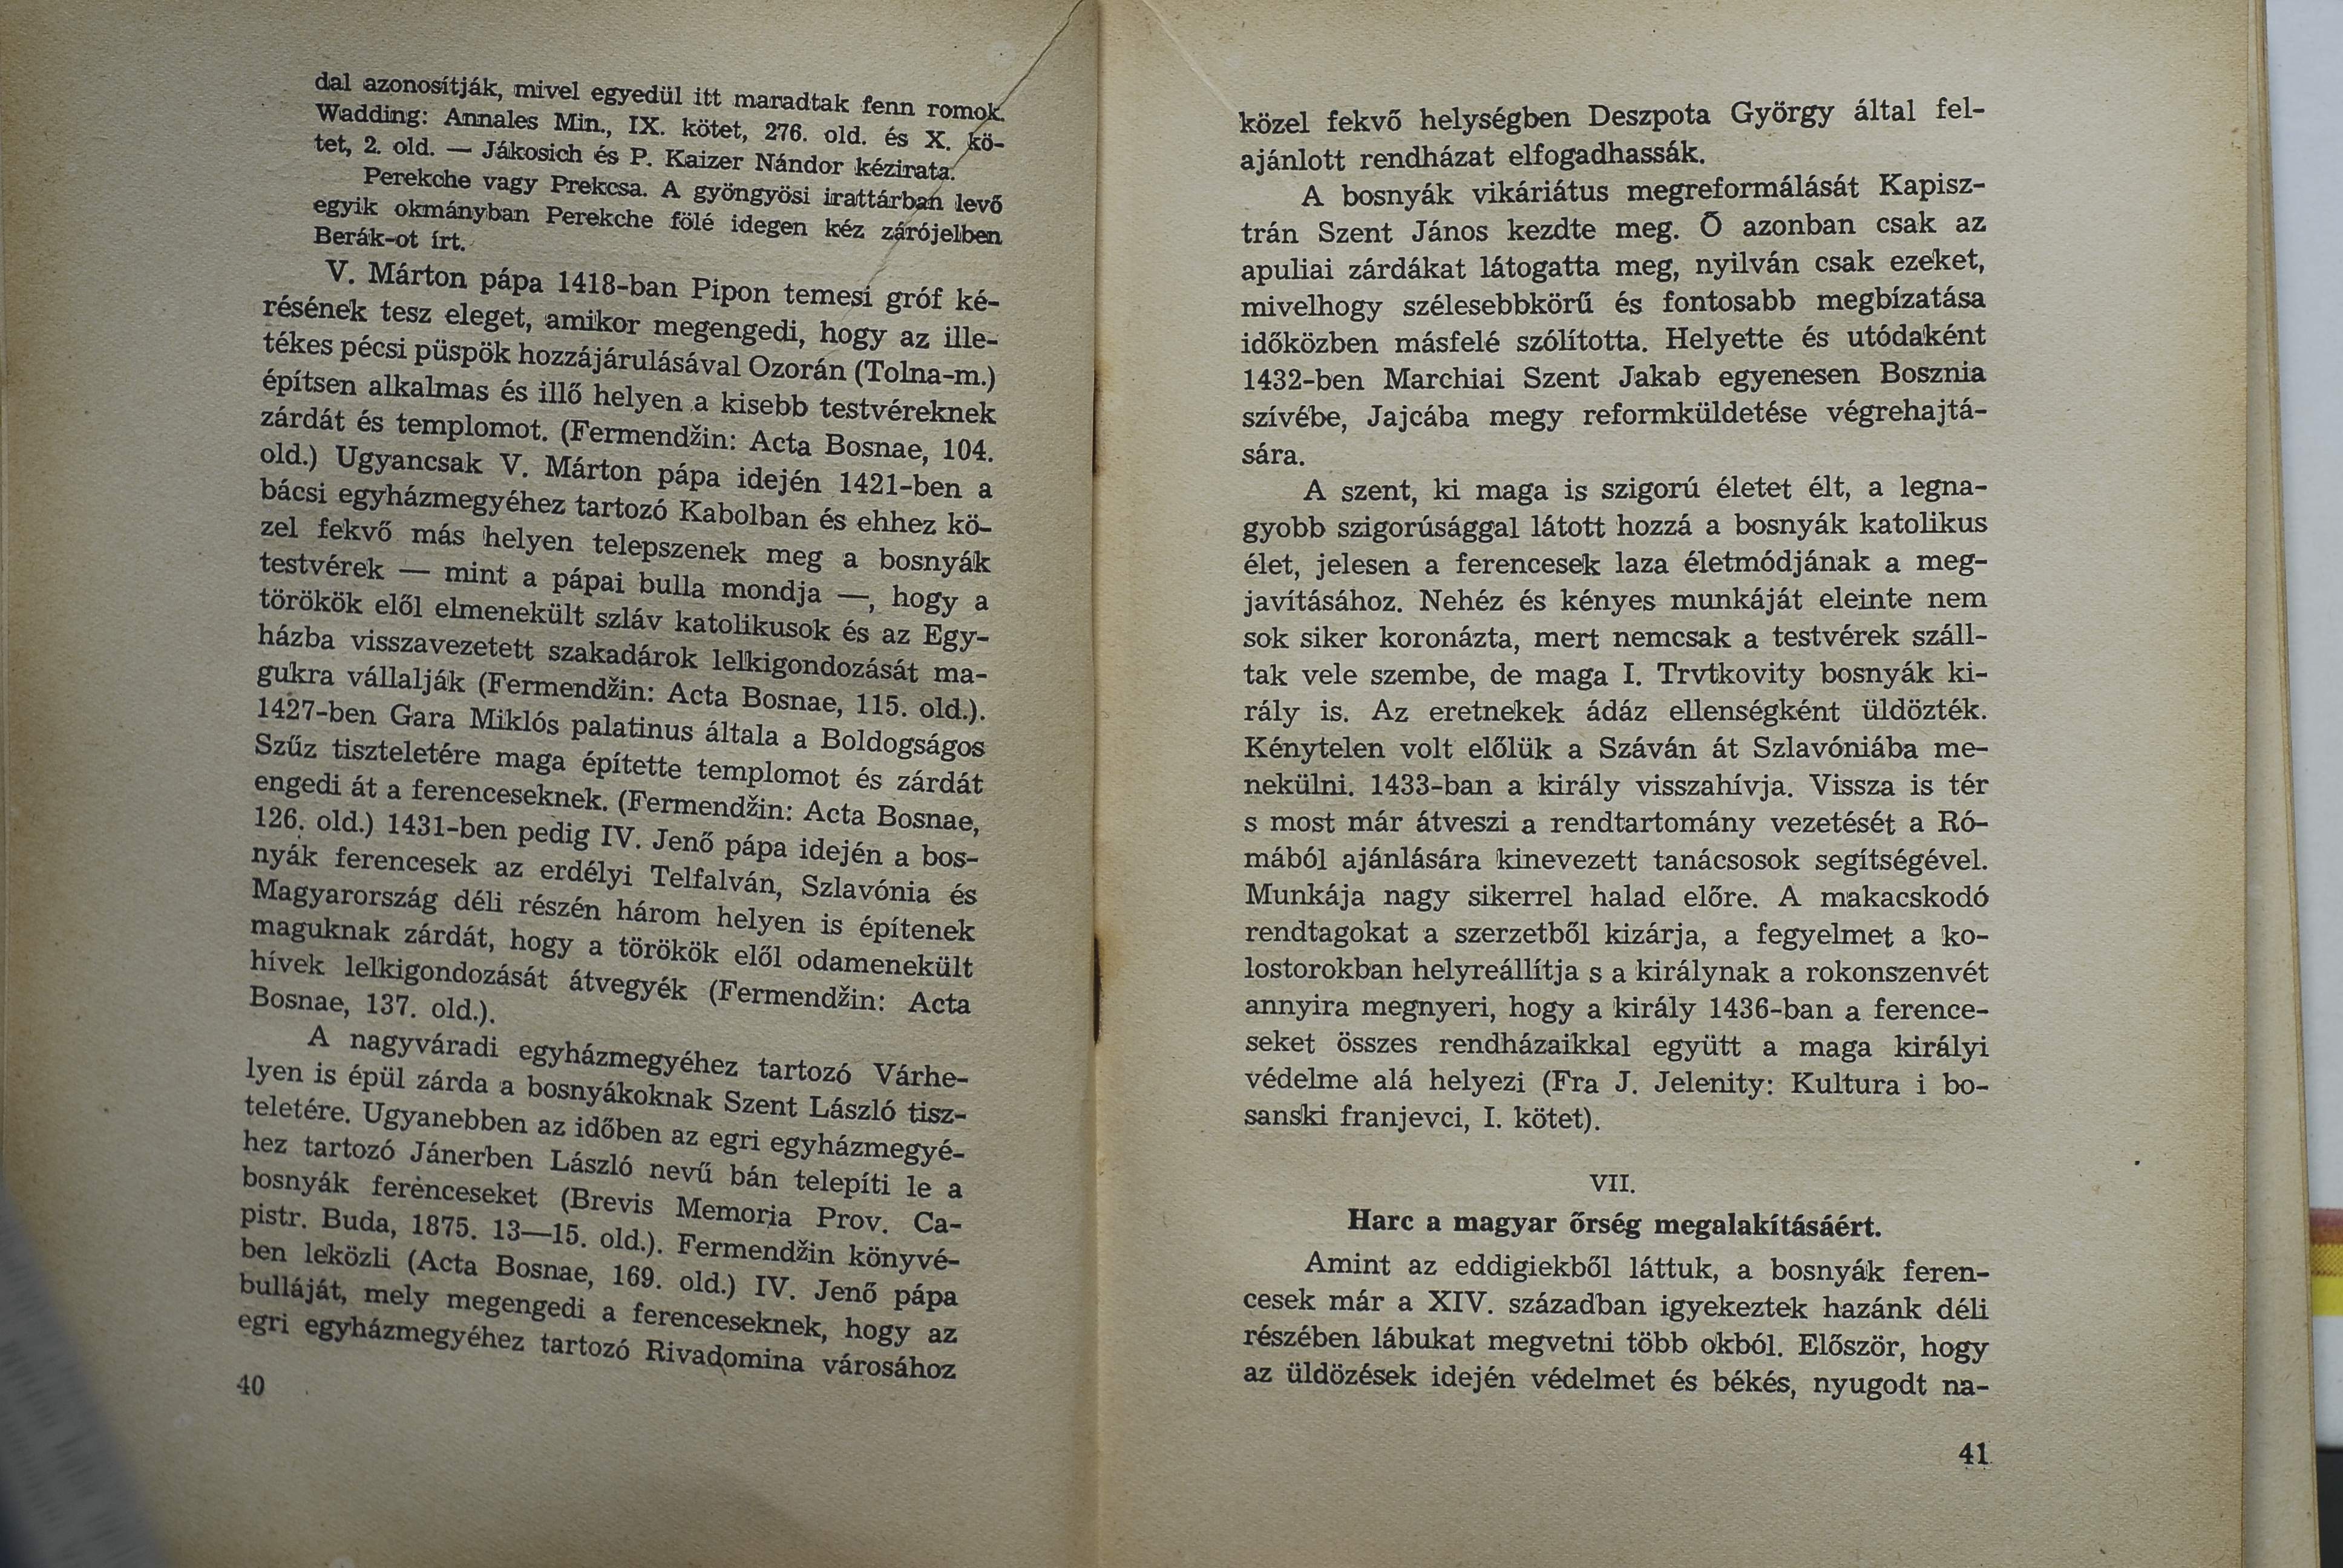 dal azonosítják, mivel egyedül itt maradtak fenn romok.
Wadding: Annales Min., IX. kötet, 276. old. és X. kö-
tet, 2. old. — Jákosich és P. Kaizer Nándor kézirata.
Perekche vagy Prekcsa. A gyöngyösi irattárban levő
egyik okmányban Perekche fölé idegen kéz zárójelben
Berák-ot írt.
V. Márton pápa 1418-ban Pipon temesi gróf ké-
résének tesz eleget, amikor megengedi, hogy az ille-
tékes pécsi püspök hozzájárulásával Ozorán (Tolna-m.)
építsen alkalmas és illő helyen a kisebb testvéreknek
zárdát és templomot. (Fermendžin: Acta Bosnae, 104.
old.) Ugyancsak V. Márton pápa idején 1421-ben a
bácsi egyházmegyéhez tartozó Kabolban és ehhez kö-
zel fekvő más helyen telepszenek meg a bosnyák
testvérek — mint a pápai bulla mondja —, hogy a
törökök elől elmenekült szláv katolikusok és az Egy-
házba visszavezetett szakadárok lelkigondozását ma-
gukra vállalják (Fermendžin: Acta Bosnae, 115. old.).
1427-ben Gara Miklós palatinus általa a Boldogságos
Szűz tiszteletére maga építette templomot és zárdát
engedi át a ferenceseknek. (Fermendžin: Acta Bosnae,
126. old.) 1431-ben pedig IV. Jenő pápa idején a bos-
nyák ferencesek az erdélyi Telfalván, Szlavónia és
Magyarország déli részén három helyen is építenek
maguknak zárdát, hogy a törökök elől odamenekült
hívek lelkigondozását átvegyék (Fermendžin: Acta
Bosnae, 137. old.).
A nagyváradi egyházmegyéhez tartozó Várhe-
lyen is épül zárda a bosnyákoknak Szent László tisz-
teletére. Ugyanebben az időben az egri egyházmegyé-
hez tartozó Jánerben László nevű bán telepíti le a
bosnyák ferenceseket (Brevis Memoria Prov. Ca-
pistr. Buda, 1875. 13—15. old.). Fermendžin könyvé-
ben leközli (Acta Bosnae, 169. old.) IV. Jenő pápa
bulláját, mely megengedi a ferenceseknek, hogy az
egri egyházmegyéhez tartozó Rivadomina városához
40
közel fekvő helységben Deszpota György által fel-
ajánlott rendházat elfogadhassák.
A bosnyák vikáriátus megreformálását Kapisz-
trán Szent János kezdte meg. Ő azonban csak az
apuliai zárdákat látogatta meg, nyilván csak ezeket,
mivelhogy szélesebbkörű és fontosabb megbízatása
időközben másfelé szólította. Helyette és utódaként
1432-ben Marchiai Szent Jakab egyenesen Bosznia
szívébe, Jajcába megy reformküldetése végrehajtá-
sára.
A szent, ki maga is szigorú életet élt, a legna-
gyobb szigorúsággal látott hozzá a bosnyák katolikus
élet, jelesen a ferencesek laza életmódjának a meg-
javításához. Nehéz és kényes munkáját eleinte nem
sok siker koronázta, mert nemcsak a testvérek száll-
tak vele szembe, de maga I. Trvtkovity bosnyák ki-
rály is. Az eretnekek ádáz ellenségként üldözték.
Kénytelen volt előlük a Száván át Szlavóniába me-
nekülni. 1433-ban a király visszahívja. Vissza is tér
s most már átveszi a rendtartomány vezetését a Ró-
mából ajánlására kinevezett tanácsosok segítségével.
Munkája nagy sikerrel halad előre. A makacskodó
rendtagokat a szerzetből kizárja, a fegyelmet a ko-
lostorokban helyreállítja s a királynak a rokonszenvét
annyira megnyeri, hogy a király 1436-ban a ference-
seket összes rendházaikkal együtt a maga királyi
védelme alá helyezi (Fra J. Jelenity: Kultura i bo-
sanski franjevci, I. kötet).
VII.
Harc a magyar őrség megalakításáért.
Amint az eddigiekből láttuk, a bosnyák feren-
cesek már a XIV. században igyekeztek hazánk déli
részében lábukat megvetni több okból. Először, hogy
az üldözések idején védelmet és békés, nyugodt na-
41